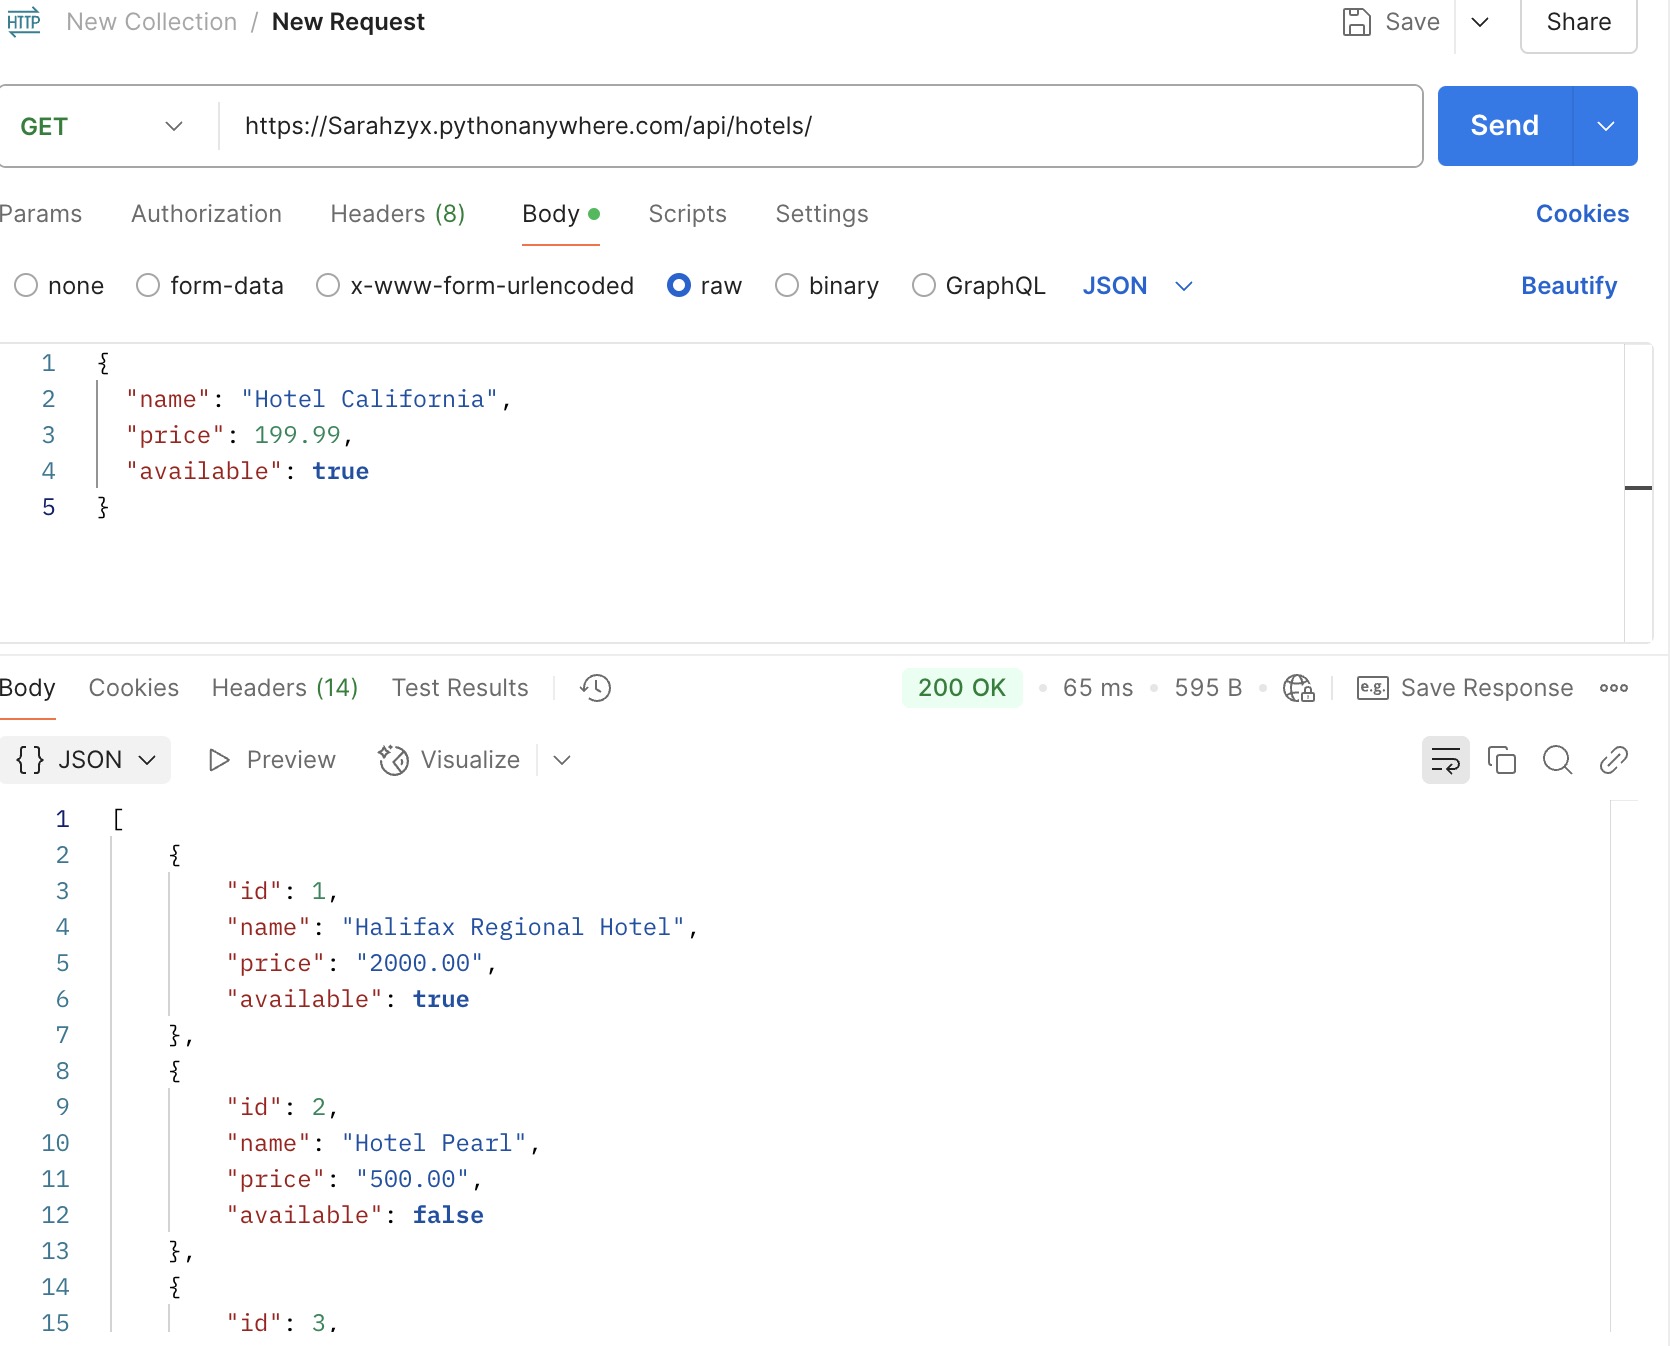 HTTP New Collection / New Request Save Share
GET https://Sarahzyx.pythonanywhere.com/api/hotels/ Send
Params Authorization Headers (8) Body Scripts Settings Cookies
none form-data x-www-form-urlencoded raw binary GraphQL JSON Beautify
1 {
2 "name": "Hotel California",
3 "price": 199.99,
4 "available": true
5 }
Body Cookies Headers (14) Test Results 200 OK • 65 ms • 595 B • e.g. Save Response
{} JSON Preview Visualize
1 [
2 {
3 "id": 1,
4 "name": "Halifax Regional Hotel",
5 "price": "2000.00",
6 "available": true
7 },
8 {
9 "id": 2,
10 "name": "Hotel Pearl",
11 "price": "500.00",
12 "available": false
13 },
14 {
15 "id": 3,